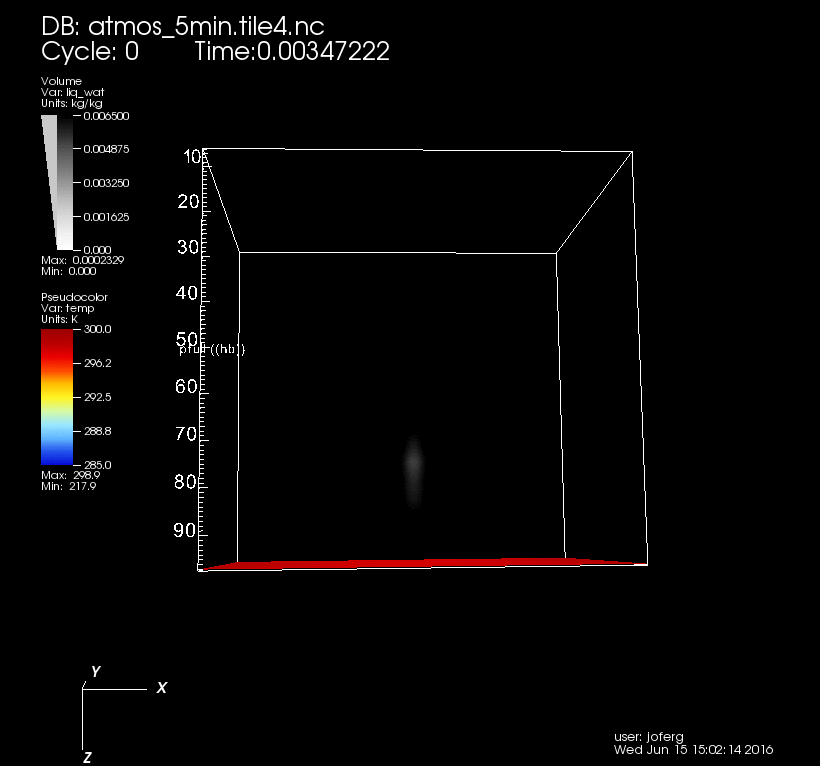 DB: atmos_5min.tile4.nc
Cycle: 0 Time:0.00347222
Volume
Var: liq_wat
Units: kg/kg
0.006500
0.004875
0.003250
0.001625
0.000
Max: 0.0002329
Min: 0.000
Pseudocolor
Var: temp
Units: K
300.0
296.2
292.5
288.8
285.0
Max: 298.9
Min: 217.9
10
20
30
40
50
60
70
80
90
Y
X
Z
user: joferg
Wed Jun 15 15:02:14 2016